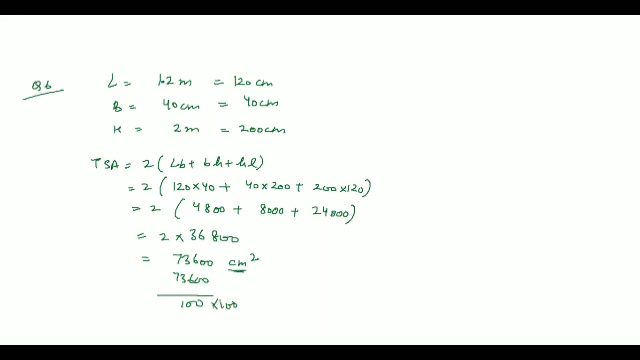 Q6
L = 1.2 m = 120 cm
B = 40 cm = 40 cm
H = 2 m = 200 cm
TSA = 2 ( Lb + bh + hl )
= 2 ( 120 × 40 + 40 × 200 + 200 × 120 )
= 2 ( 4800 + 8000 + 24000 )
= 2 × 36800
= 73600 cm²
73600
100 × 100